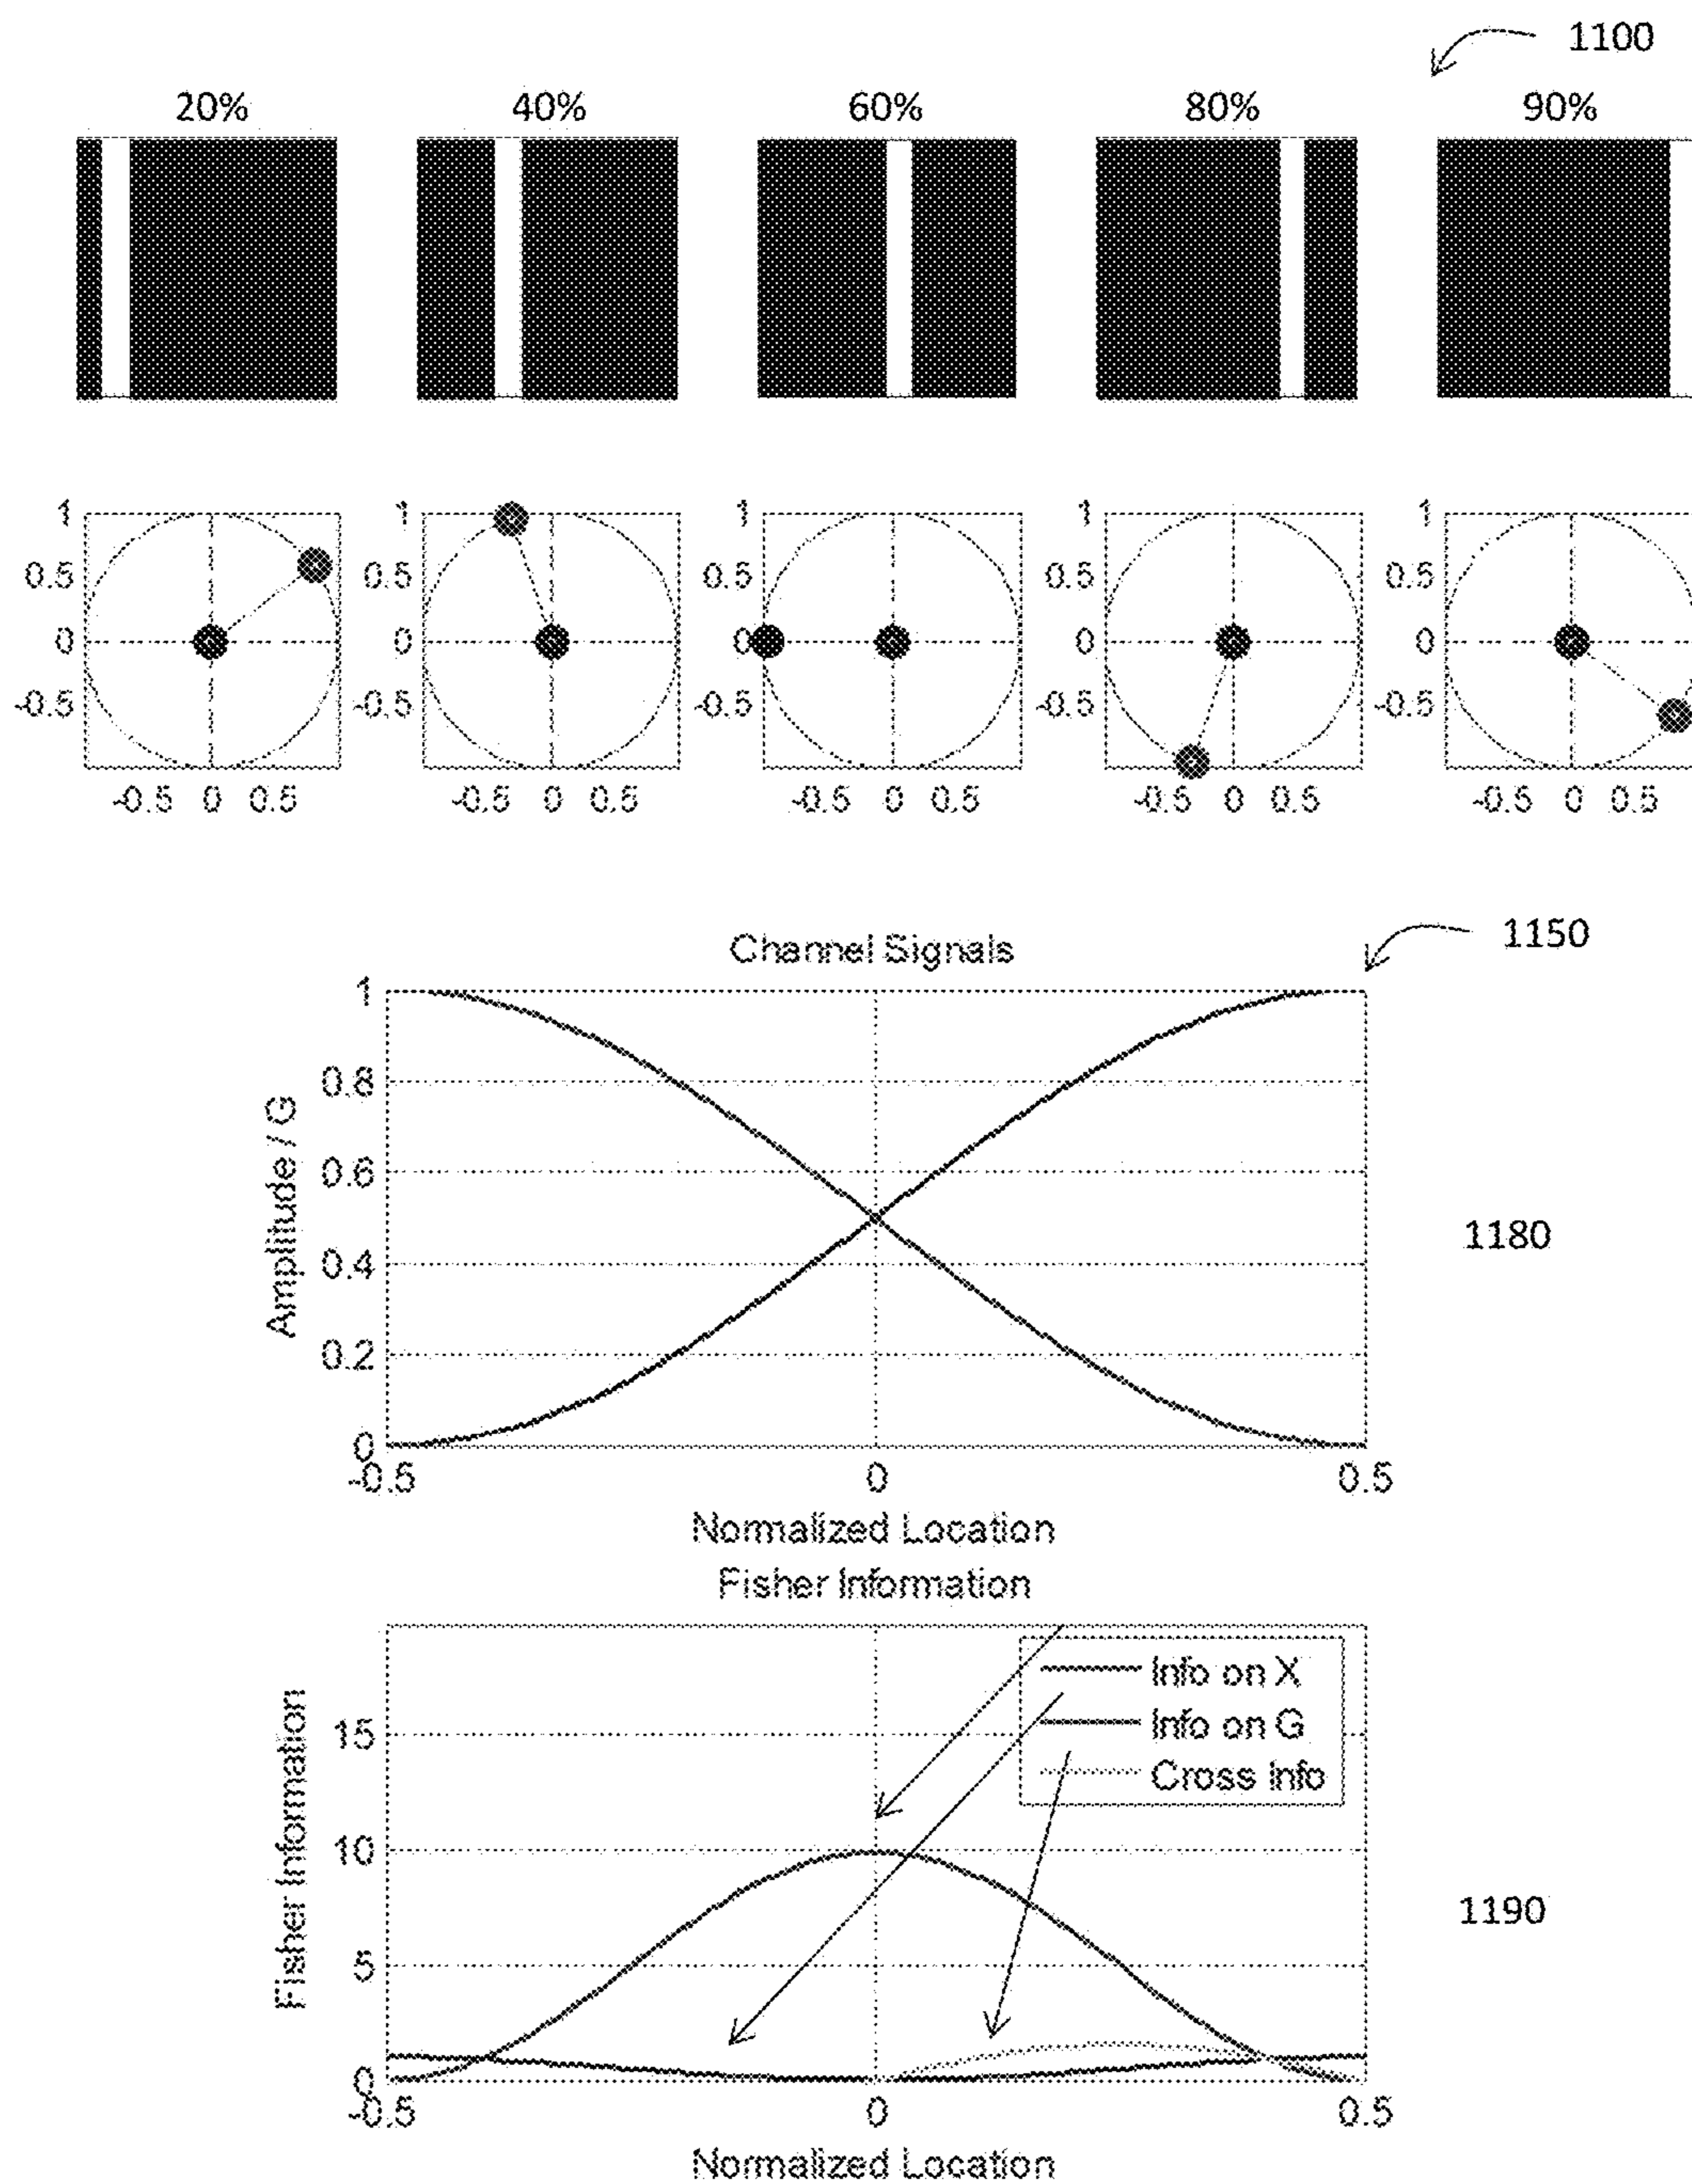 1100
20% 40% 60% 80% 90%
1 1 1 1 1
0.5 0.5 0.5 0.5 0.5
0 0 0 0 0
-0.5 -0.5 -0.5 -0.5 -0.5
-0.5 0 0.5 -0.5 0 0.5 -0.5 0 0.5 -0.5 0 0.5 -0.5 0 0.5
1150
Channel Signals
1
0.8
0.6
0.4
0.2
0
Amplitude / G
1180
-0.5 0 0.5
Normalized Location
Fisher Information
Info on X
Info on G
Cross Info
15
10
5
0
Fisher Information
1190
-0.5 0 0.5
Normalized Location